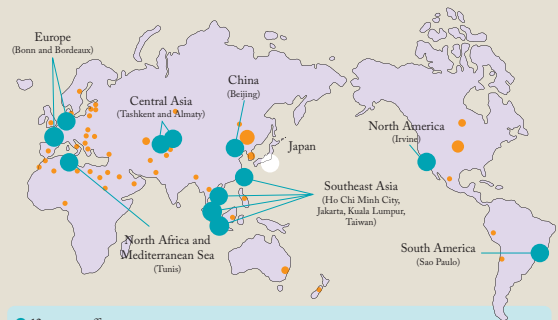 Europe
(Bonn and Bordeaux)
China
(Beijing)
Central Asia
(Tashkent and Almaty)
North America
(Irvine)
Japan
Southeast Asia
(Ho Chi Minh City,
Jakarta, Kuala Lumpur,
Taiwan)
North Africa and
Mediterranean Sea
(Tunis)
South America
(Sao Paulo)